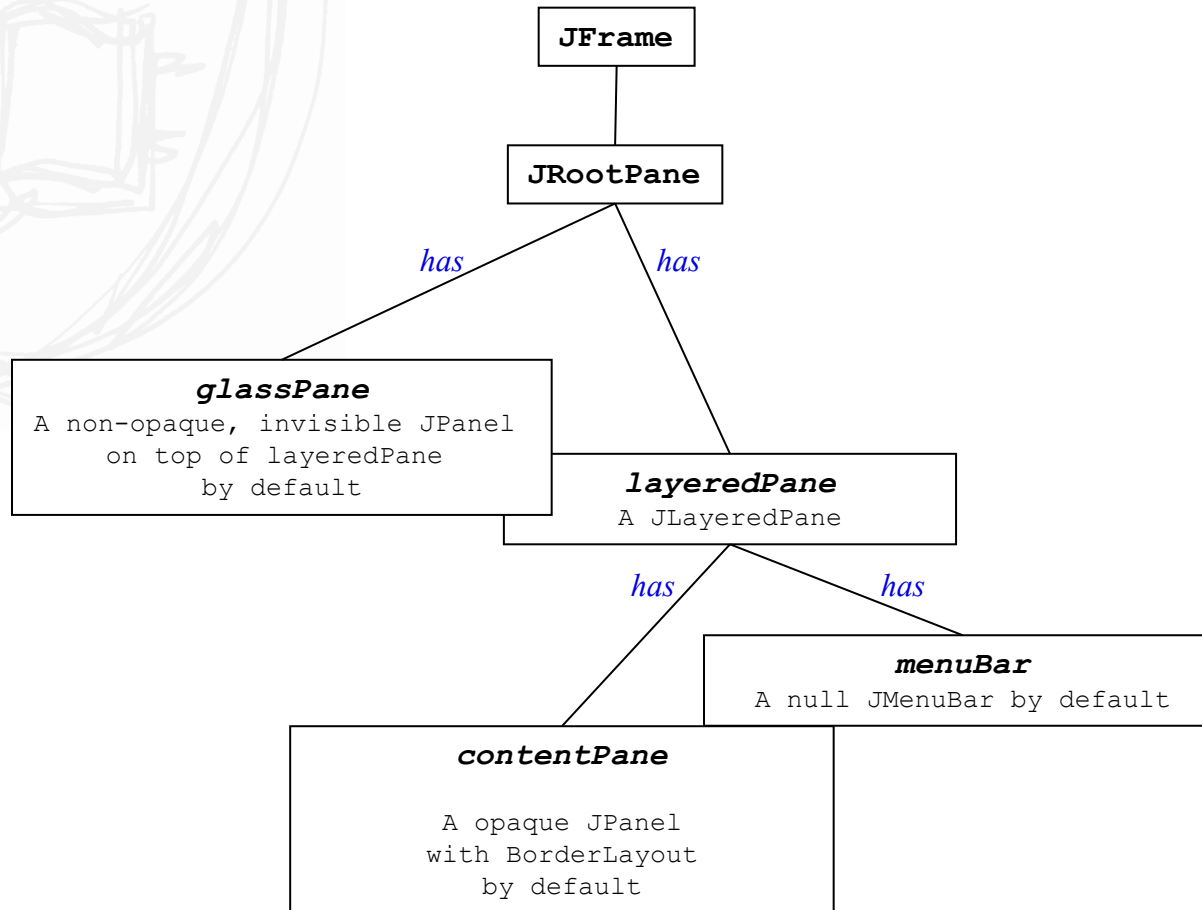 JFrame
JRootPane
has
has
glassPane
A non-opaque, invisible JPanel
on top of layeredPane
by default
layeredPane
A JLayeredPane
has
has
menuBar
A null JMenuBar by default
contentPane
A opaque JPanel
with BorderLayout
by default